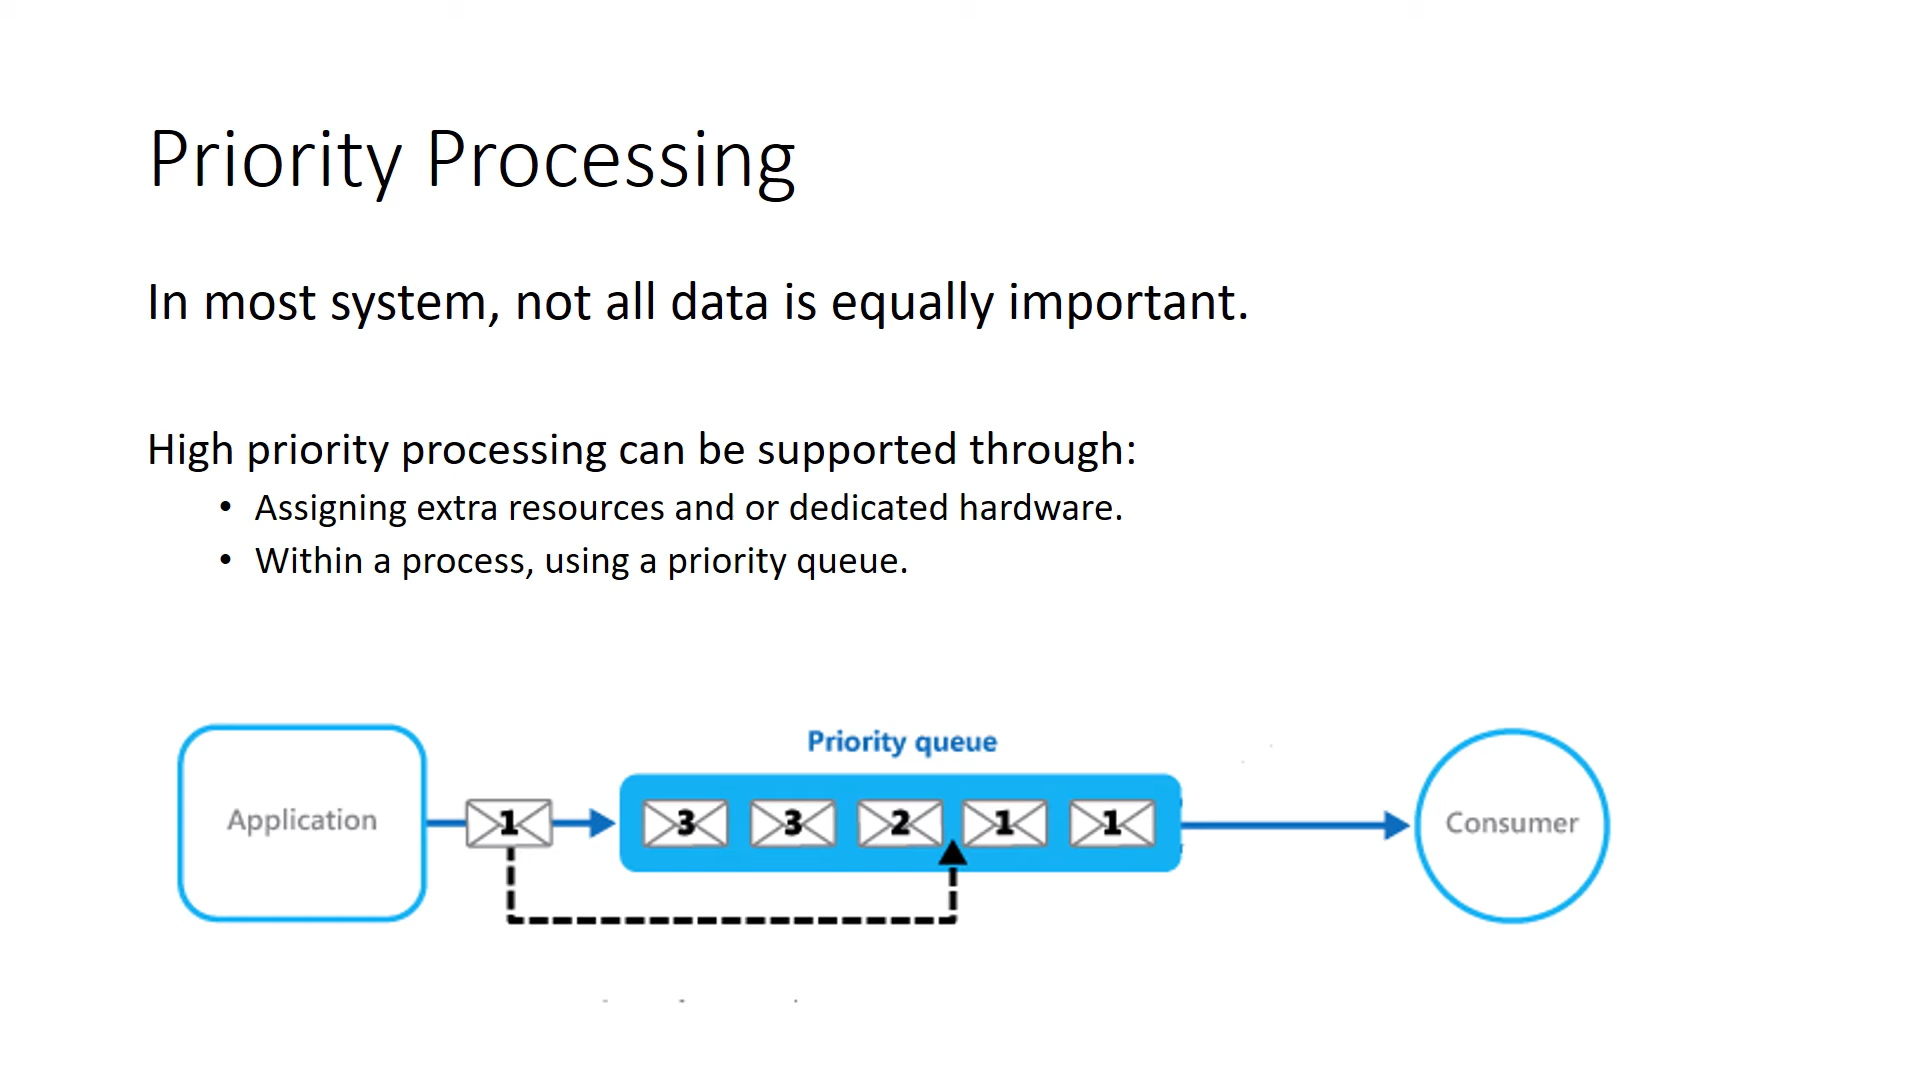 Priority Processing
In most system, not all data is equally important.
High priority processing can be supported through:
• Assigning extra resources and or dedicated hardware.
• Within a process, using a priority queue.
Priority queue
Application
1
3 3 2 1 1
Consumer